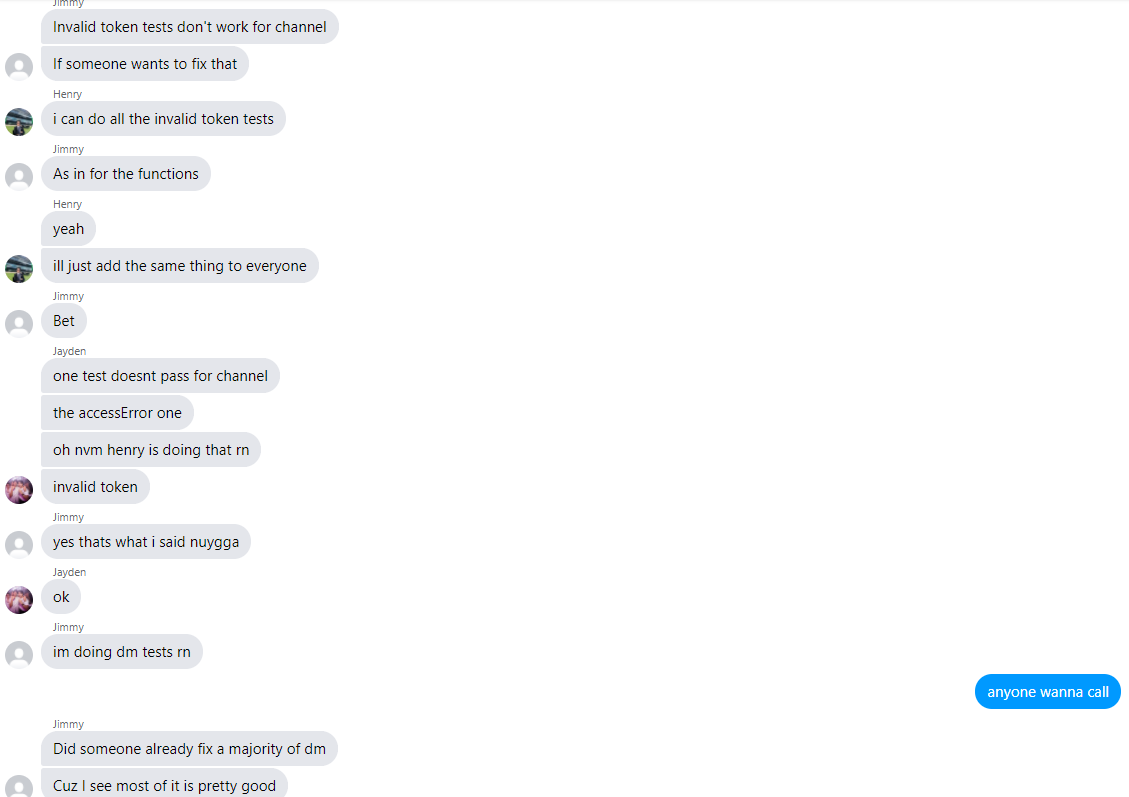 Jimmy
Invalid token tests don't work for channel
If someone wants to fix that
Henry
i can do all the invalid token tests
Jimmy
As in for the functions
Henry
yeah
ill just add the same thing to everyone
Jimmy
Bet
Jayden
one test doesnt pass for channel
the accessError one
oh nvm henry is doing that rn
invalid token
Jimmy
yes thats what i said nuygga
Jayden
ok
Jimmy
im doing dm tests rn
anyone wanna call
Jimmy
Did someone already fix a majority of dm
Cuz I see most of it is pretty good